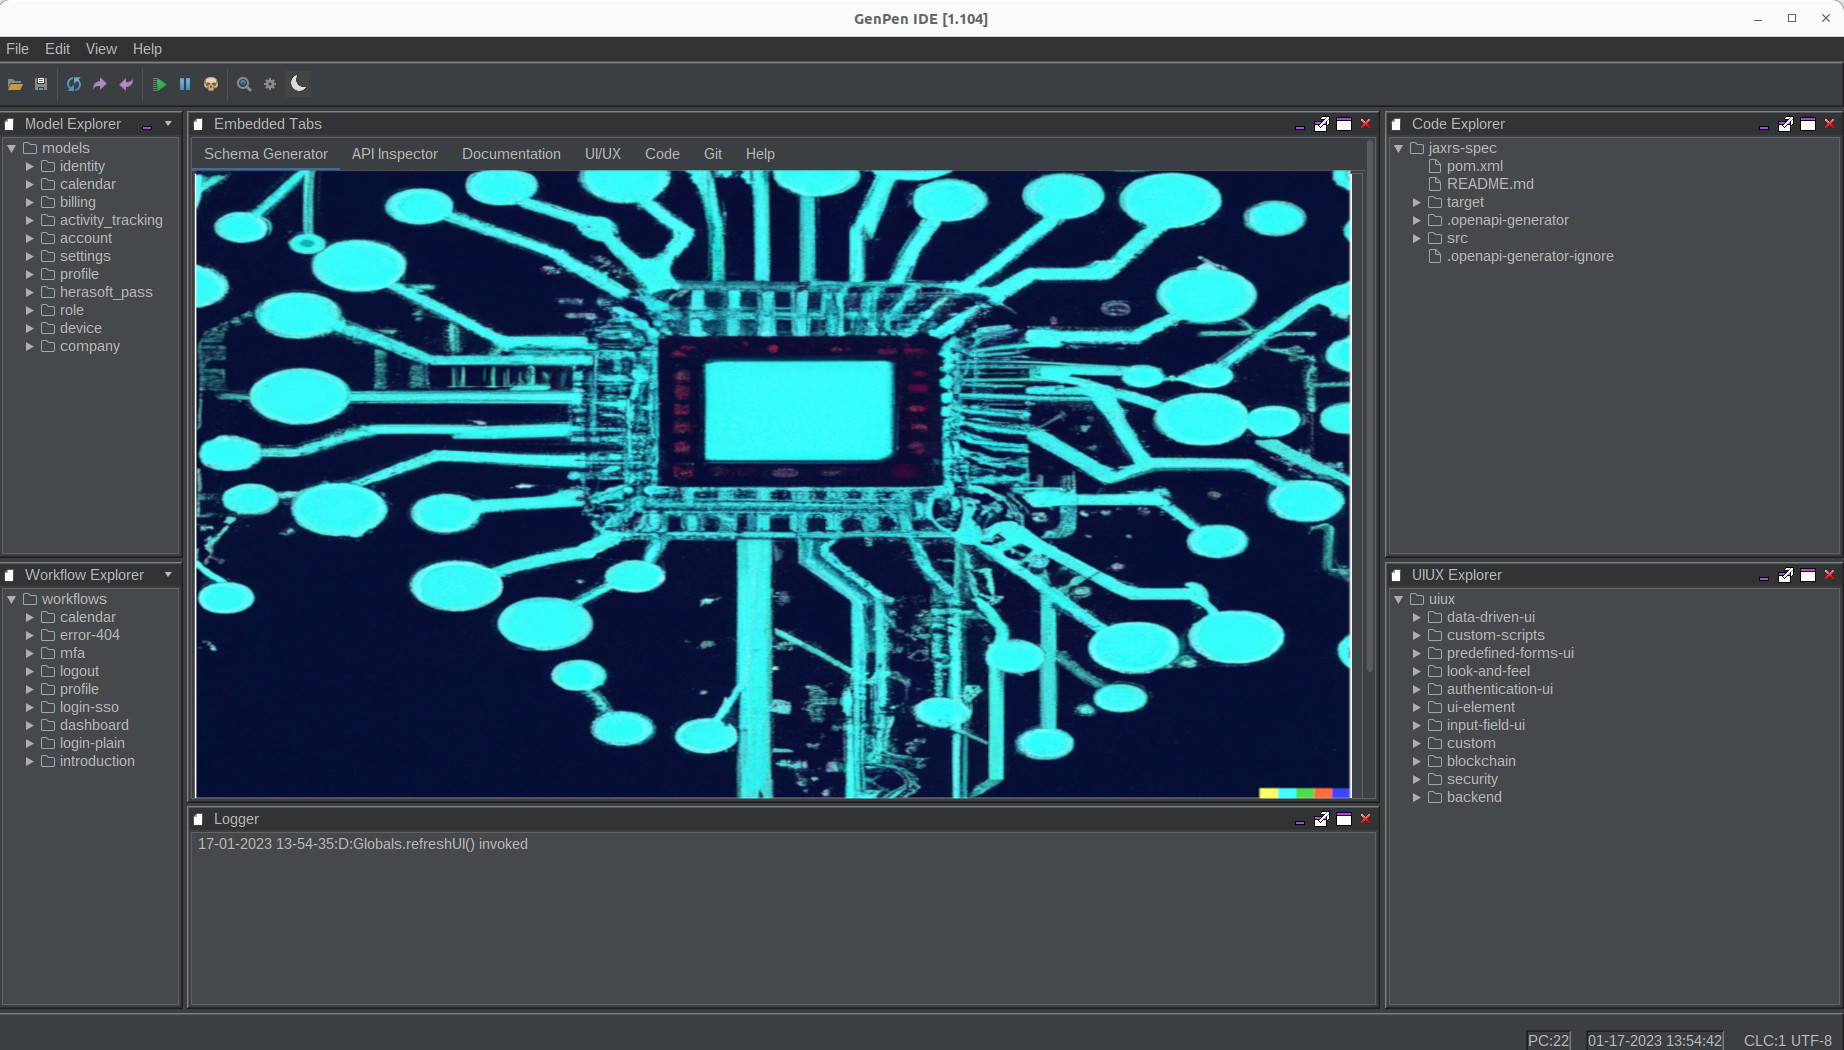 GenPen IDE [1.104]
File Edit View Help
Model Explorer
models
identity
calendar
billing
activity_tracking
account
settings
profile
herasoft_pass
role
device
company
Workflow Explorer
workflows
calendar
error-404
mfa
logout
profile
login-sso
dashboard
login-plain
introduction
Embedded Tabs
Schema Generator API Inspector Documentation UI/UX Code Git Help
Logger
17-01-2023 13-54-35:D:Globals.refreshUI() invoked
Code Explorer
jaxrs-spec
pom.xml
README.md
target
.openapi-generator
src
.openapi-generator-ignore
UIUX Explorer
uiux
data-driven-ui
custom-scripts
predefined-forms-ui
look-and-feel
authentication-ui
ui-element
input-field-ui
custom
blockchain
security
backend
PC:22 01-17-2023 13:54:42 CLC:1 UTF-8